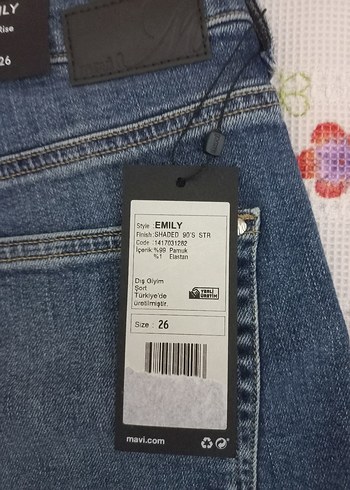 ILY
Rise
26
Style : EMILY
Finish: SHADED 90'S STR
Code : 1417031282
İçerik: %99 Pamuk
%1 Elastan
Dış Giyim
Şort
Türkiye'de
üretilmiştir.
YERLİ
ÜRETİM
Size : 26
mavi.com